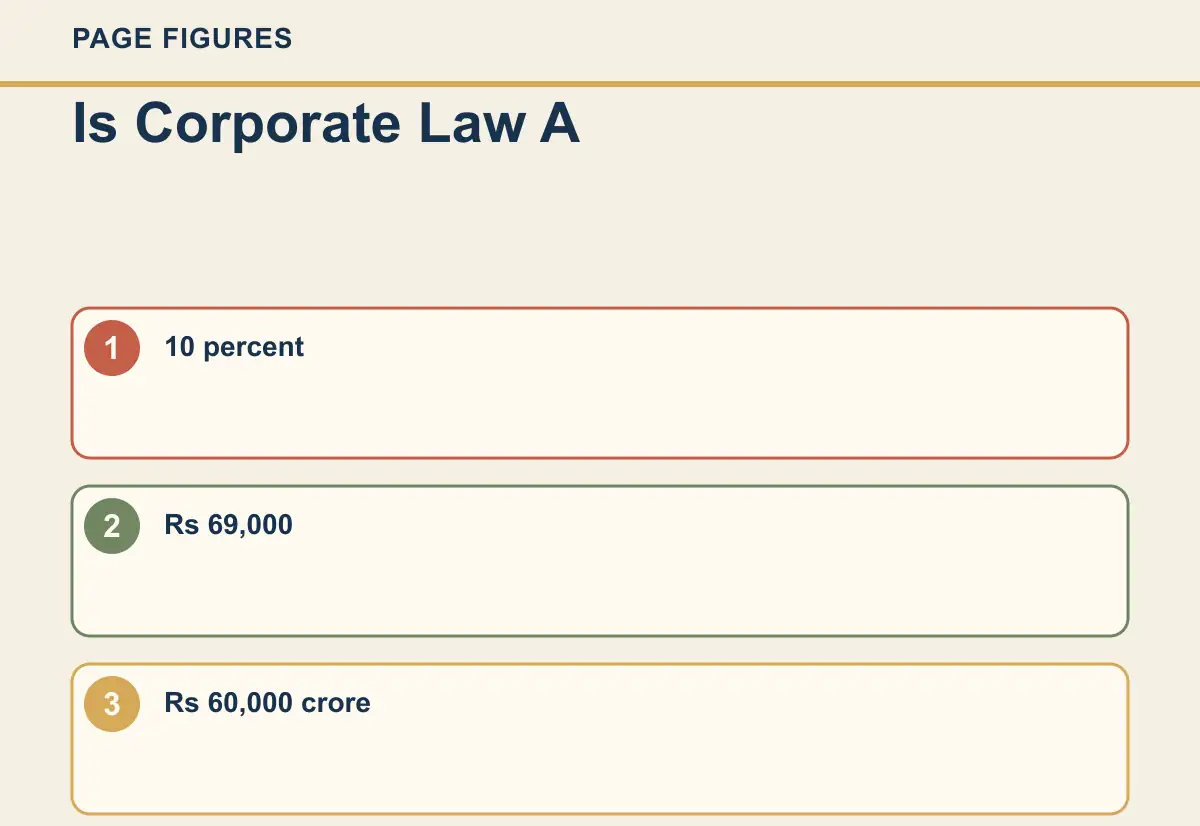 PAGE FIGURES
Is Corporate Law A
1 10 percent
2 Rs 69,000
3 Rs 60,000 crore